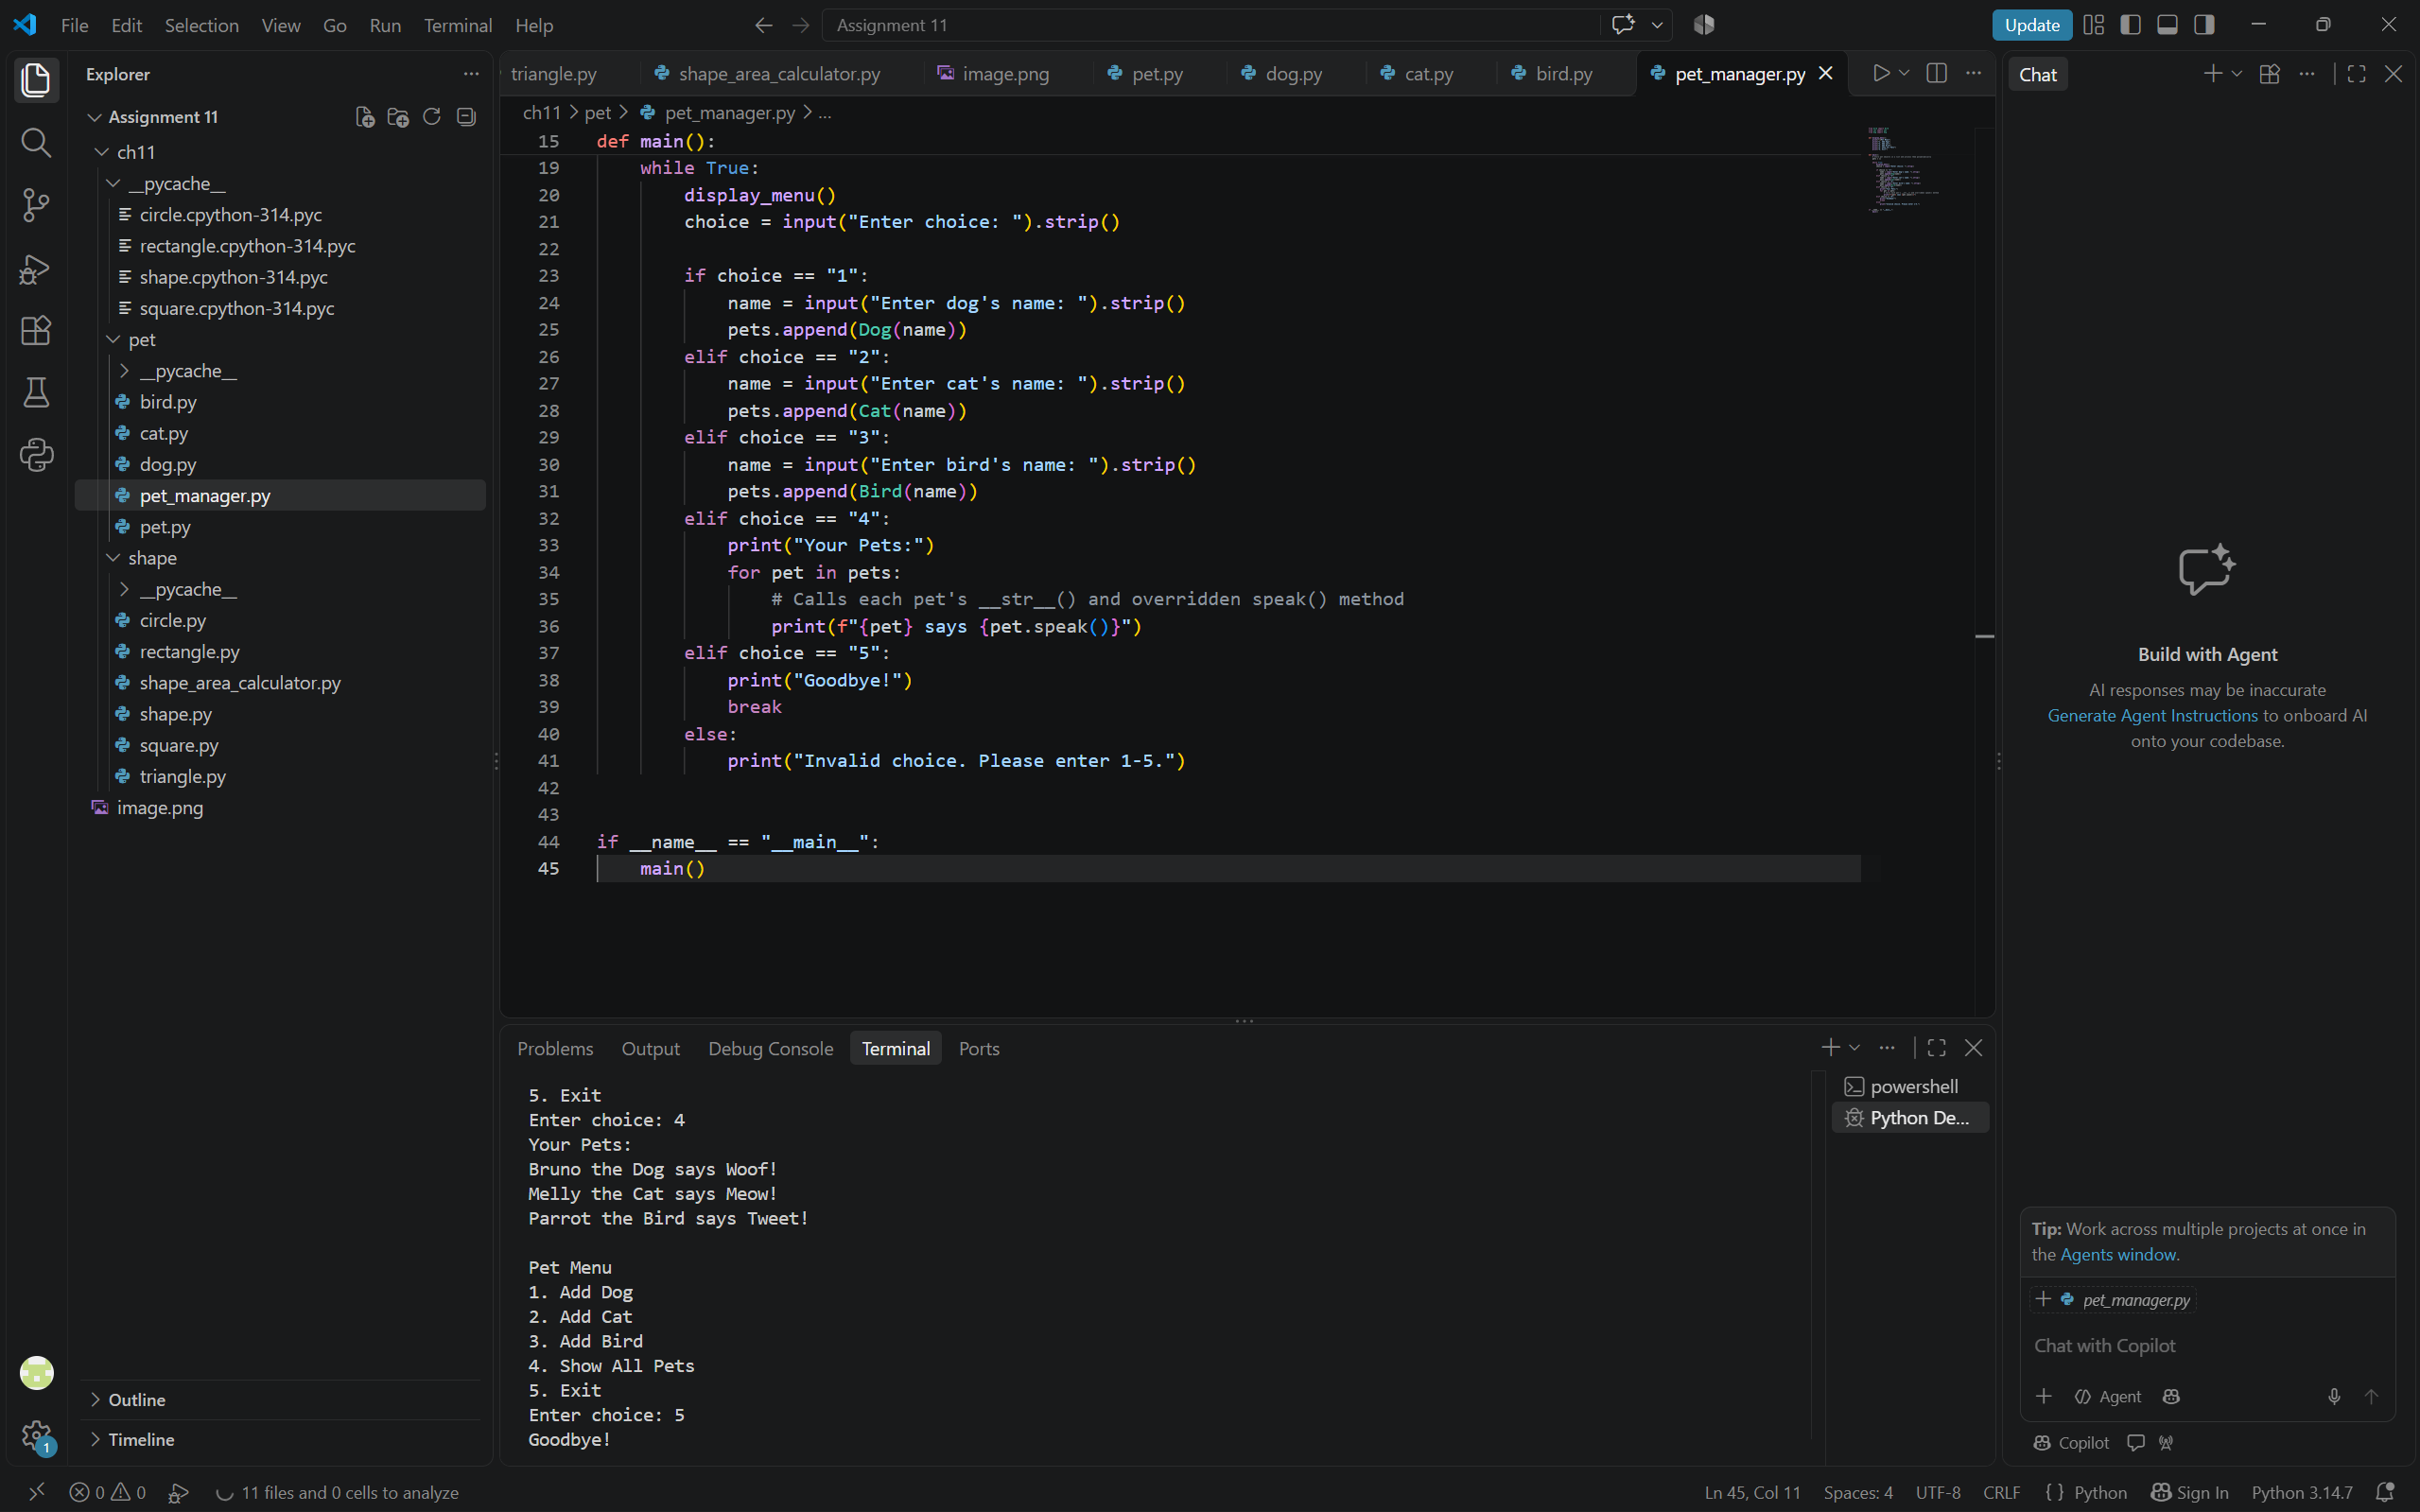 File Edit Selection View Go Run Terminal Help
Assignment 11
Update
Explorer
Assignment 11
ch11
__pycache__
circle.cpython-314.pyc
rectangle.cpython-314.pyc
shape.cpython-314.pyc
square.cpython-314.pyc
pet
__pycache__
bird.py
cat.py
dog.py
pet_manager.py
pet.py
shape
__pycache__
circle.py
rectangle.py
shape_area_calculator.py
shape.py
square.py
triangle.py
image.png
Outline
Timeline
triangle.py shape_area_calculator.py image.png pet.py dog.py cat.py bird.py pet_manager.py
ch11 > pet > pet_manager.py > ...
15 def main():
19 while True:
20 display_menu()
21 choice = input("Enter choice: ").strip()
22
23 if choice == "1":
24 name = input("Enter dog's name: ").strip()
25 pets.append(Dog(name))
26 elif choice == "2":
27 name = input("Enter cat's name: ").strip()
28 pets.append(Cat(name))
29 elif choice == "3":
30 name = input("Enter bird's name: ").strip()
31 pets.append(Bird(name))
32 elif choice == "4":
33 print("Your Pets:")
34 for pet in pets:
35 # Calls each pet's __str__() and overridden speak() method
36 print(f"{pet} says {pet.speak()}")
37 elif choice == "5":
38 print("Goodbye!")
39 break
40 else:
41 print("Invalid choice. Please enter 1-5.")
42
43
44 if __name__ == "__main__":
45 main()
Problems Output Debug Console Terminal Ports
5. Exit
Enter choice: 4
Your Pets:
Bruno the Dog says Woof!
Melly the Cat says Meow!
Parrot the Bird says Tweet!
Pet Menu
1. Add Dog
2. Add Cat
3. Add Bird
4. Show All Pets
5. Exit
Enter choice: 5
Goodbye!
powershell
Python De...
Chat
Build with Agent
AI responses may be inaccurate
Generate Agent Instructions to onboard AI
onto your codebase.
Tip: Work across multiple projects at once in
the Agents window.
pet_manager.py
Chat with Copilot
Agent
Copilot
1
0 0 11 files and 0 cells to analyze
Ln 45, Col 11 Spaces: 4 UTF-8 CRLF {} Python Sign In Python 3.14.7